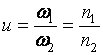 u = ω₁/ω₂ = n₁/n₂